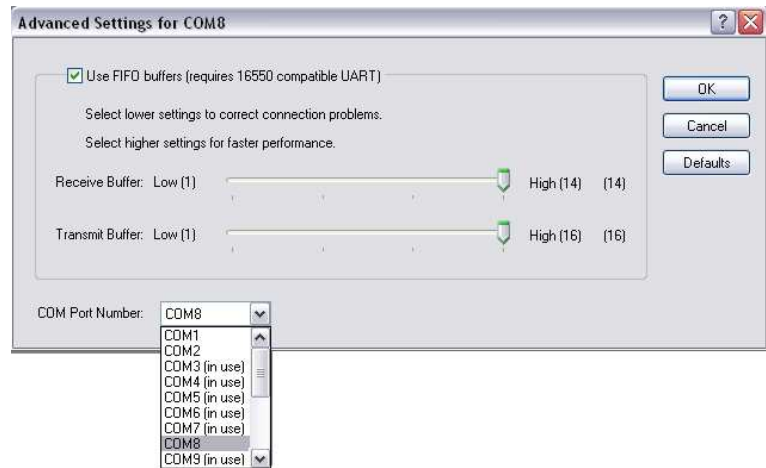 Advanced Settings for COM8
Use FIFO buffers (requires 16550 compatible UART)
OK
Select lower settings to correct connection problems.
Cancel
Select higher settings for faster performance.
Defaults
Receive Buffer: Low (1) High (14) (14)
Transmit Buffer: Low (1) High (16) (16)
COM Port Number: COM8
COM1
COM2
COM3 (in use)
COM4 (in use)
COM5 (in use)
COM6 (in use)
COM7 (in use)
COM8
COM9 (in use)